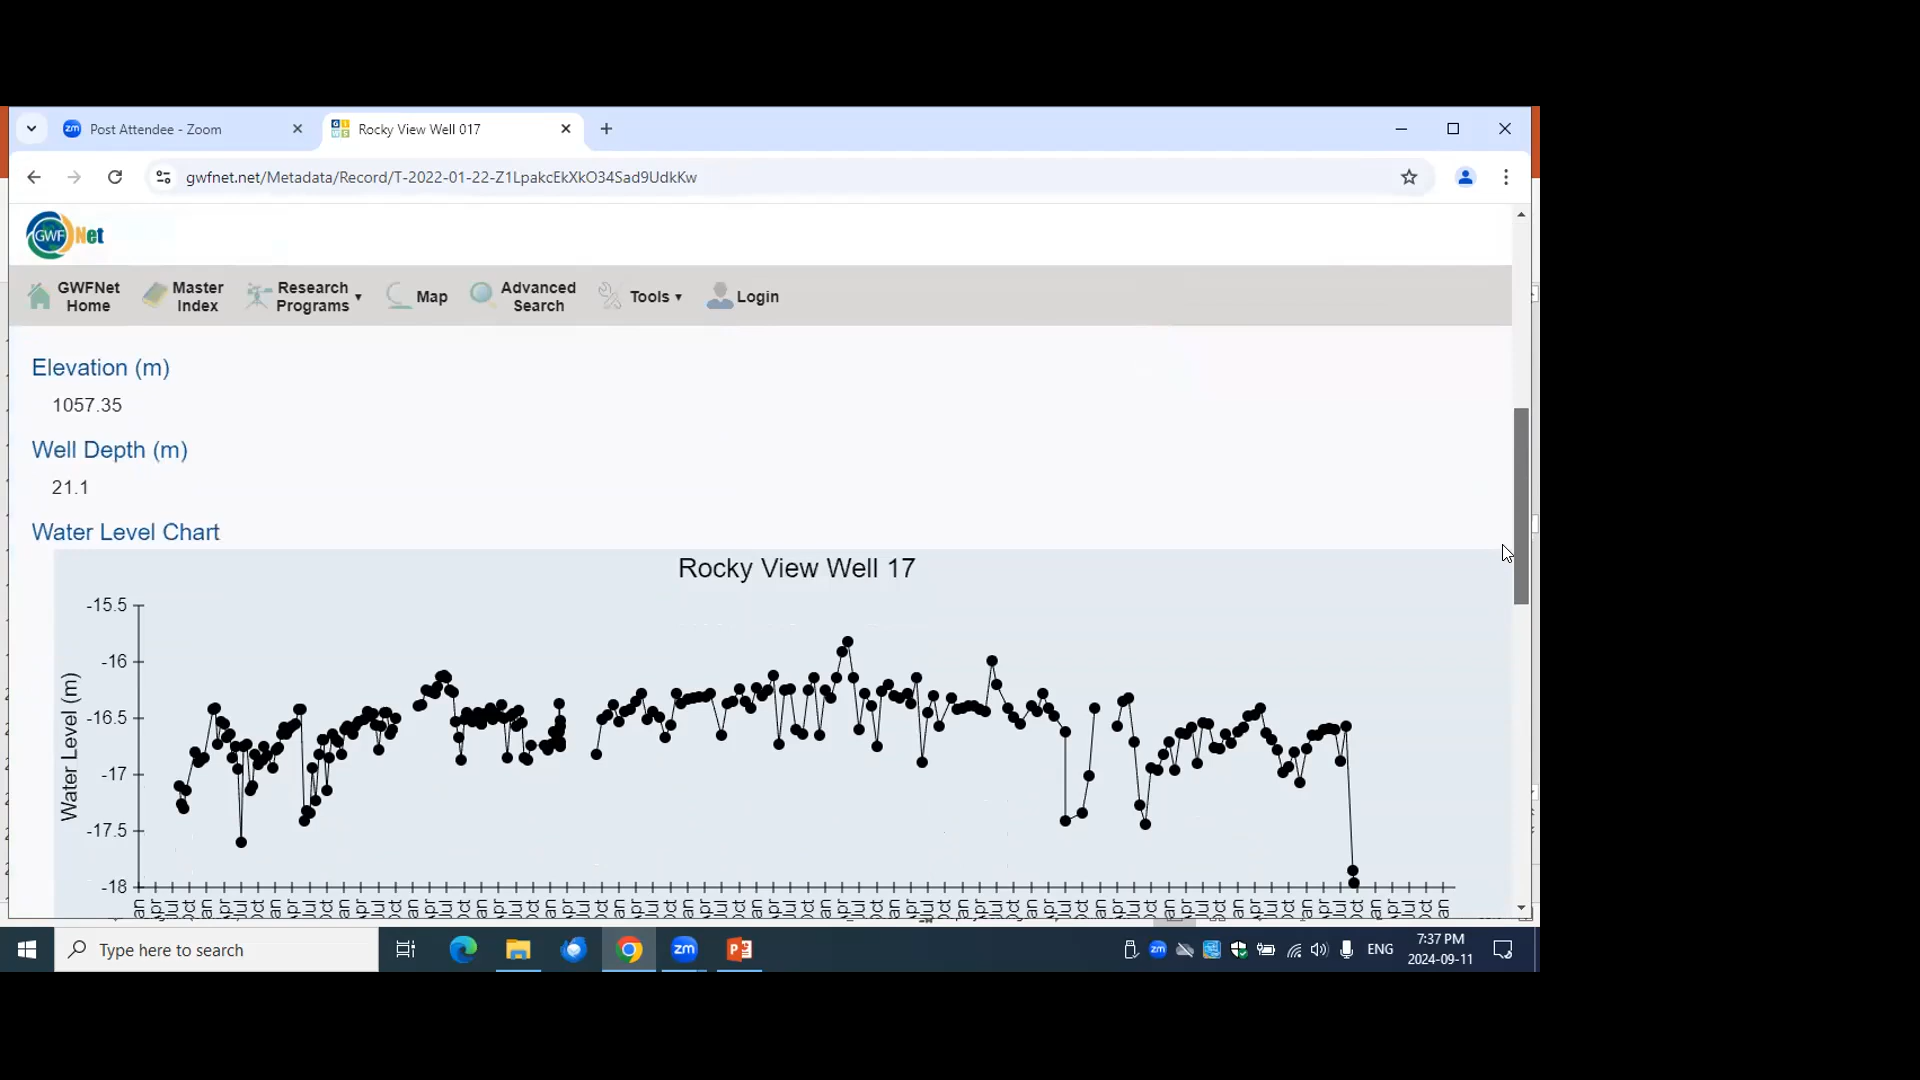 Post Attendee - Zoom
Rocky View Well 017
gwfnet.net/Metadata/Record/T-2022-01-22-Z1LpakcEkXkO34Sad9UdkKw
GWF Net
GWFNet Home
Master Index
Research Programs
Map
Advanced Search
Tools
Login
Elevation (m)
1057.35
Well Depth (m)
21.1
Water Level Chart
Rocky View Well 17
Water Level (m)
-15.5
-16
-16.5
-17
-17.5
-18
Type here to search
zm
ENG
7:37 PM
2024-09-11